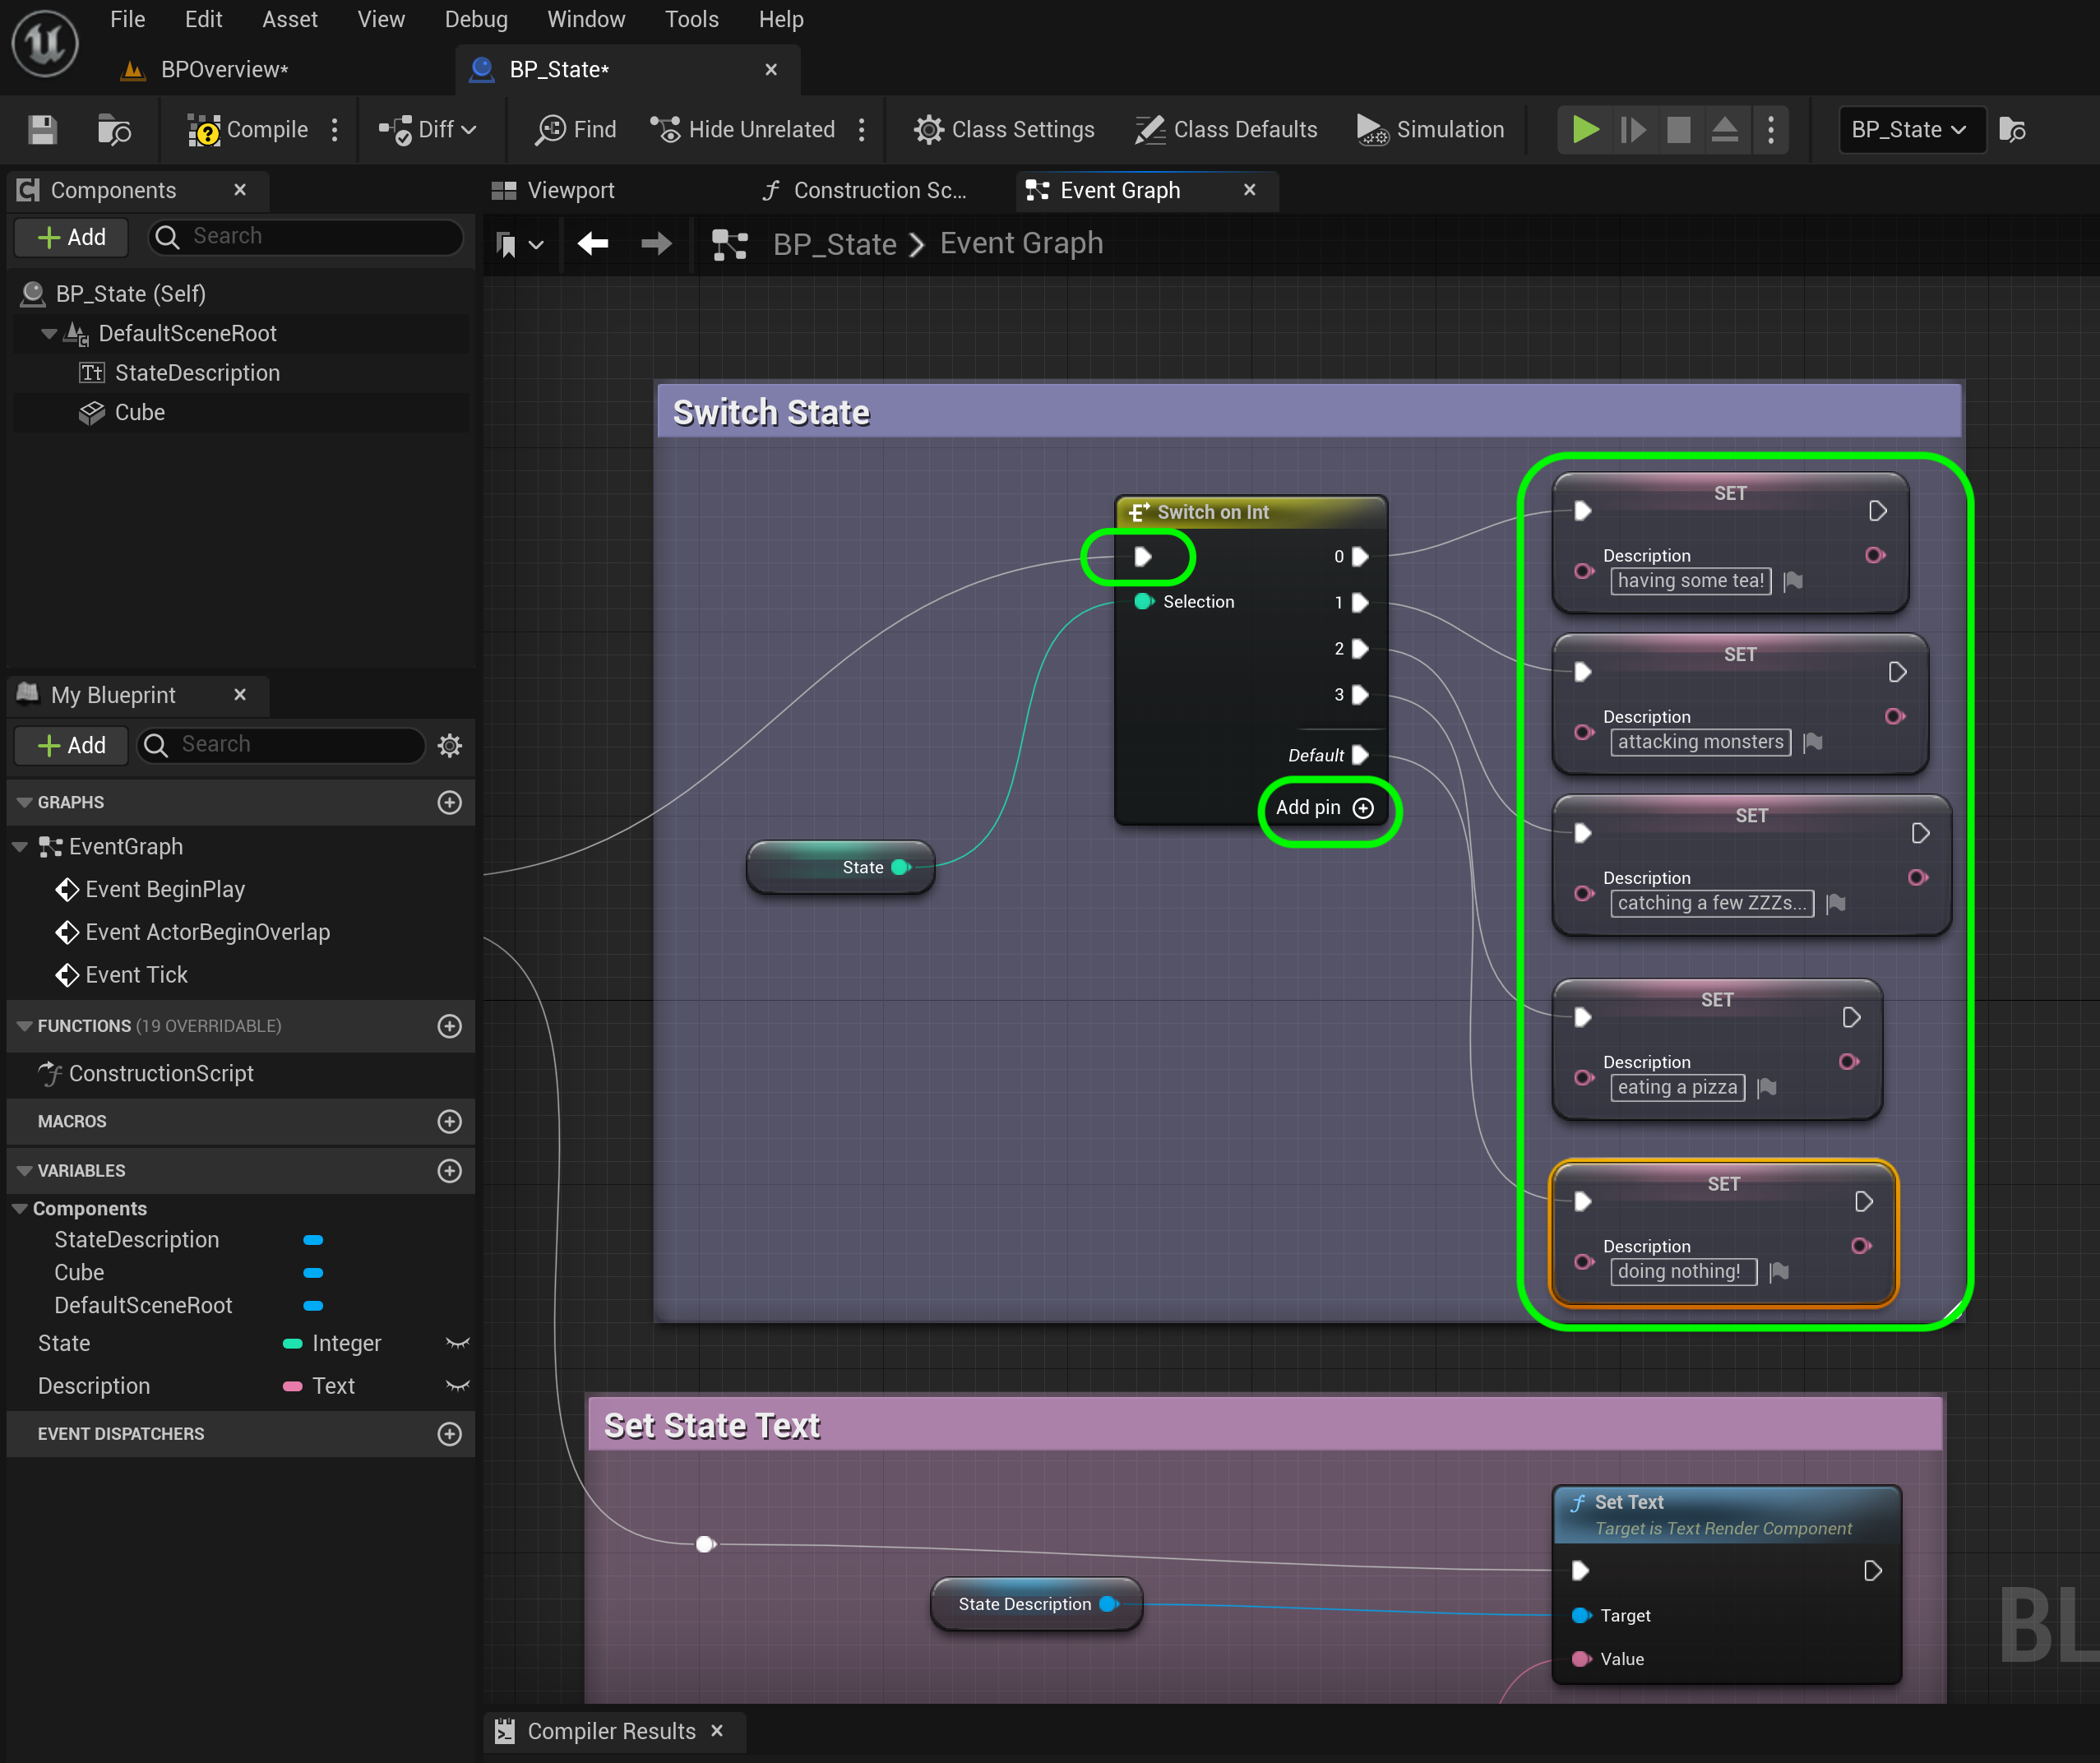 File Edit Asset View Debug Window Tools Help
BPOverview* BP_State*
Compile Diff Find Hide Unrelated Class Settings Class Defaults Simulation BP_State
Components
Viewport Construction Sc... Event Graph
Add Search
BP_State > Event Graph
BP_State (Self)
DefaultSceneRoot
StateDescription
Cube
My Blueprint
Add Search
GRAPHS
EventGraph
Event BeginPlay
Event ActorBeginOverlap
Event Tick
FUNCTIONS (19 OVERRIDABLE)
ConstructionScript
MACROS
VARIABLES
Components
StateDescription
Cube
DefaultSceneRoot
State Integer
Description Text
EVENT DISPATCHERS
Switch State
Switch on Int
0
Selection
1
2
3
Default
Add pin
State
SET
Description
having some tea!
SET
Description
attacking monsters
SET
Description
catching a few ZZZs...
SET
Description
eating a pizza
SET
Description
doing nothing!
Set State Text
Set Text
Target is Text Render Component
State Description
Target
Value
BL
Compiler Results